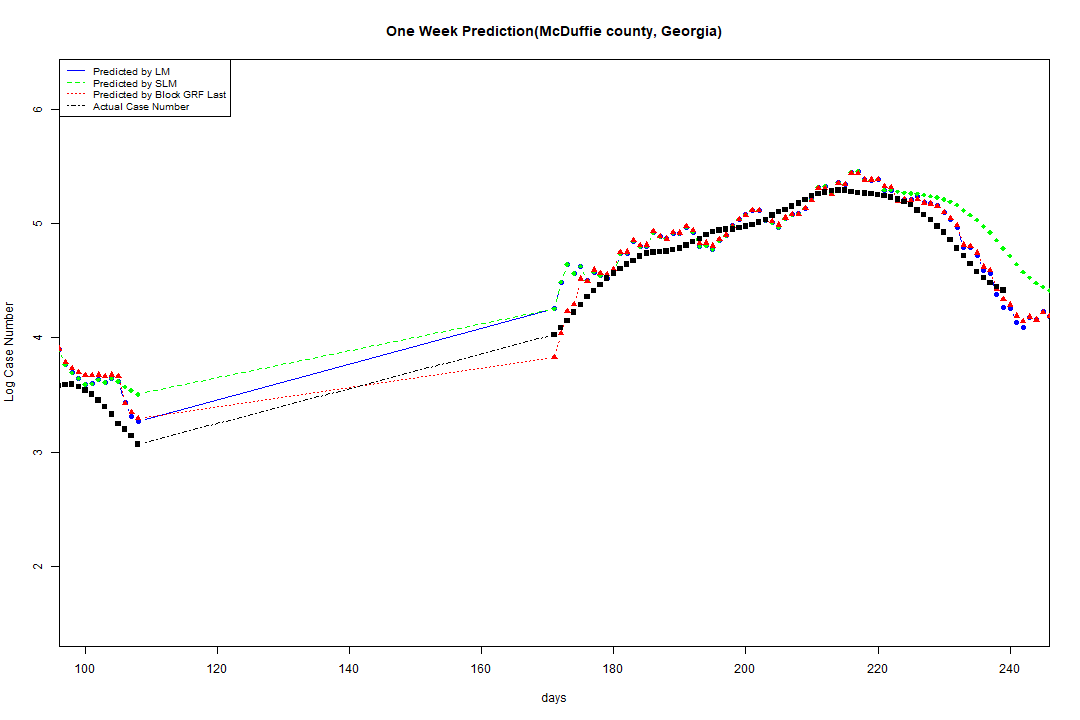 One Week Prediction(McDuffie county, Georgia)
Predicted by LM
Predicted by SLM
Predicted by Block GRF Last
Actual Case Number
6
5
4
3
2
Log Case Number
100 120 140 160 180 200 220 240
days